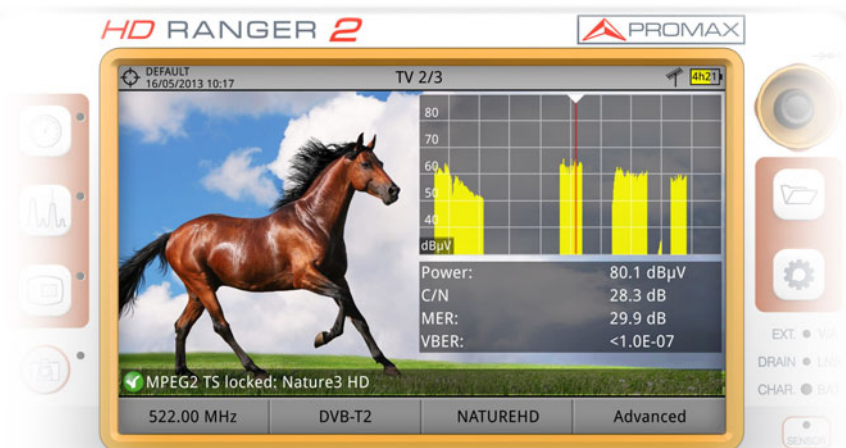 HD RANGER 2
PROMAX
DEFAULT
16/05/2013 10:17
TV 2/3
4h21
80
70
60
50
40
dBµV
Power: 80.1 dBµV
C/N 28.3 dB
MER: 29.9 dB
VBER: <1.0E-07
MPEG2 TS locked: Nature3 HD
522.00 MHz DVB-T2 NATUREHD Advanced
EXT.
DRAIN
CHAR.
SENSOR